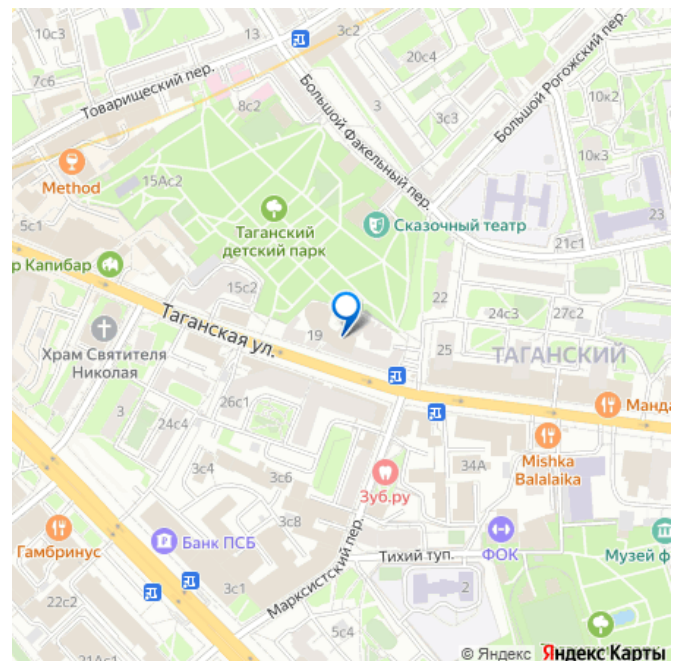 10с3
13
3с2
20с4
10к2
7с6
Товарищеский пер.
8с2
3
3с3
Большой Рогожский пер.
10к3
Большой Факельный пер.
Method
15Ас2
5с1
Таганский
детский парк
Сказочный театр
23
21с1
р Капибар
15с2
22
24с3
27с2
Таганская ул.
19
25
ТАГАНСКИЙ
Храм Святителя
Николая
3
24с4
26с1
Манда
Mishka
Balalaika
3с4
3с6
Зуб.ру
34А
3с8
Гамбринус
Банк ПСБ
ФОК
Музей ф
Тихий туп.
Марксистский пер.
3с1
2
22с2
5с4
21Ас1
© Яндекс Яндекс Карты